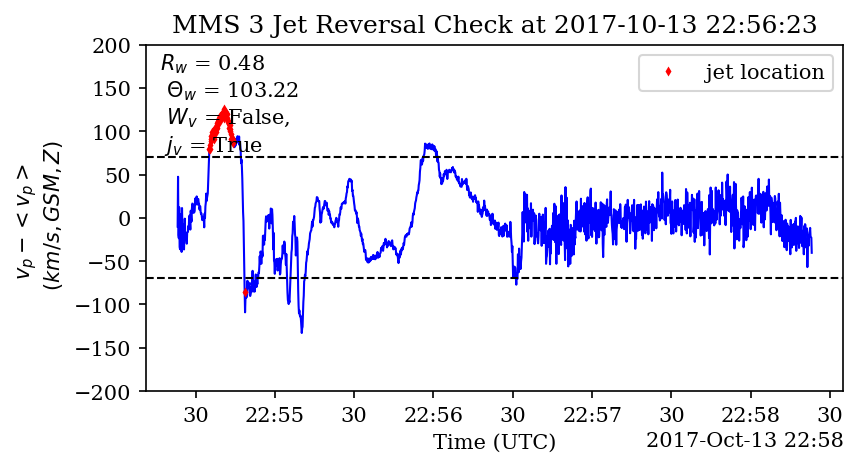 MMS 3 Jet Reversal Check at 2017-10-13 22:56:23
R_w = 0.48
Θ_w = 103.22
W_v = False,
j_v = True
jet location
v_p − < v_p >
(km/s, GSM, Z)
200
150
100
50
0
−50
−100
−150
−200
30 22:55 30 22:56 30 22:57 30 22:58 30
Time (UTC)
2017-Oct-13 22:58